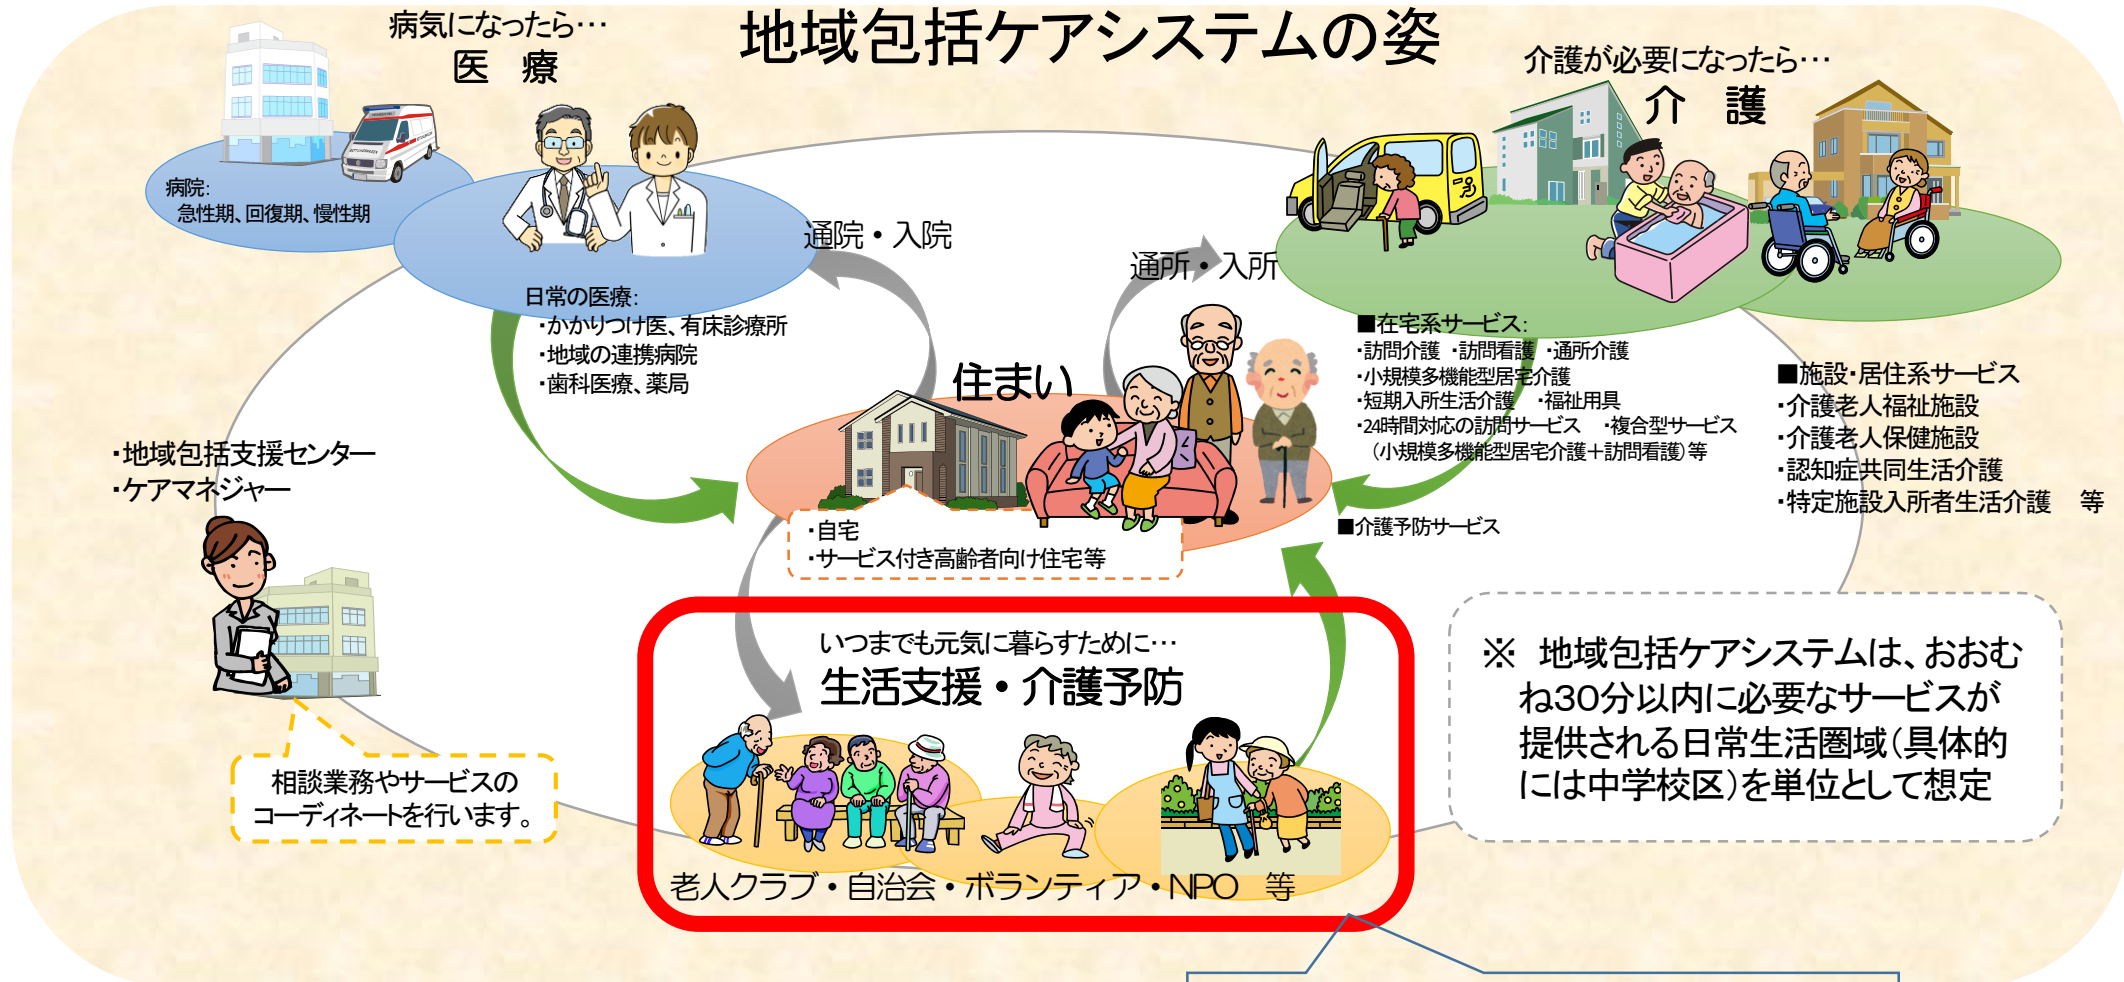 地域包括ケアシステムの姿
病気になったら…
医　療
病院:
急性期、回復期、慢性期
日常の医療:
・かかりつけ医、有床診療所
・地域の連携病院
・歯科医療、薬局
通院・入院
通所・入所
介護が必要になったら…
介　護
■在宅系サービス:
・訪問介護　・訪問看護　・通所介護
・小規模多機能型居宅介護
・短期入所生活介護　・福祉用具
・24時間対応の訪問サービス　・複合型サービス
（小規模多機能型居宅介護＋訪問看護）等
■介護予防サービス
■施設・居住系サービス
・介護老人福祉施設
・介護老人保健施設
・認知症共同生活介護
・特定施設入所者生活介護　等
住まい
・自宅
・サービス付き高齢者向け住宅等
・地域包括支援センター
・ケアマネジャー
相談業務やサービスの
コーディネートを行います。
いつまでも元気に暮らすために…
生活支援・介護予防
老人クラブ・自治会・ボランティア・NPO　等
※　地域包括ケアシステムは、おおむ
ね30分以内に必要なサービスが
提供される日常生活圏域（具体的
には中学校区）を単位として想定